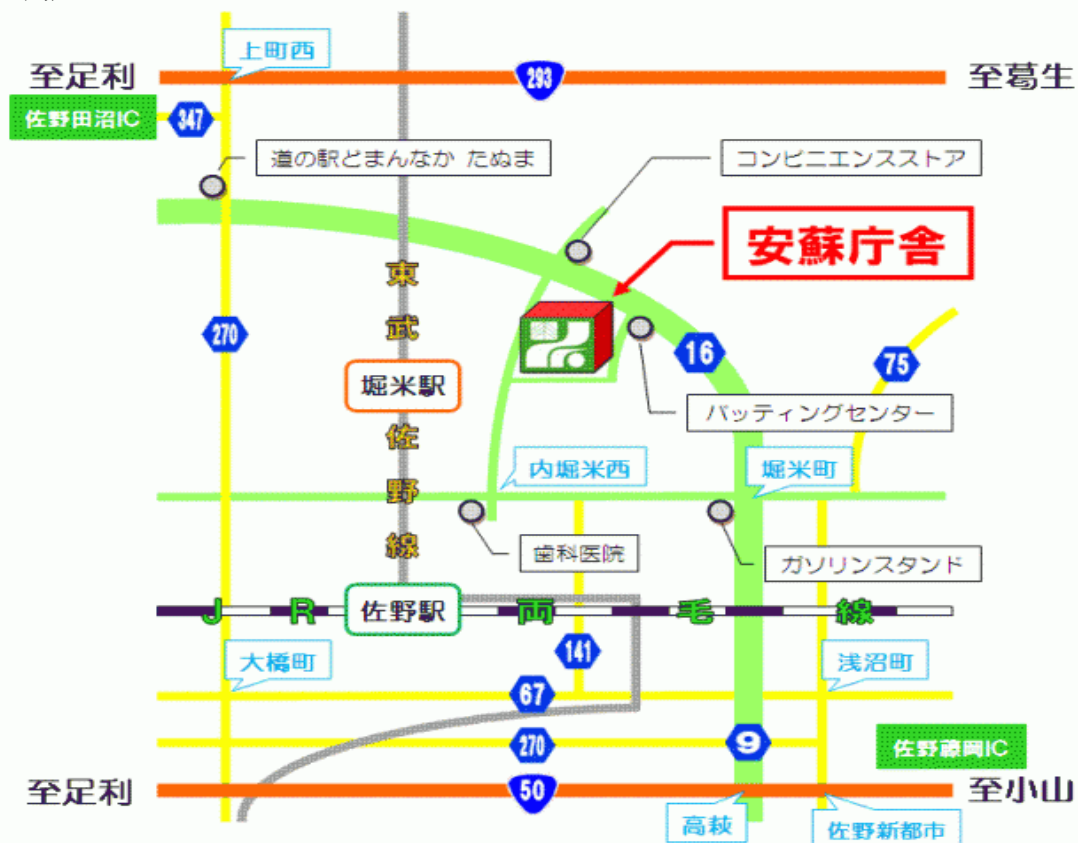 上町西
至足利
293
至葛生
佐野田沼IC
347
道の駅どまんなか たぬま
コンビニエンスストア
安蘇庁舎
東武佐野線
270
堀米駅
16
75
バッティングセンター
内堀米西
堀米町
歯科医院
ガソリンスタンド
JR両毛線
佐野駅
大橋町
141
浅沼町
67
270
9
佐野藤岡IC
至足利
50
至小山
高萩
佐野新都市